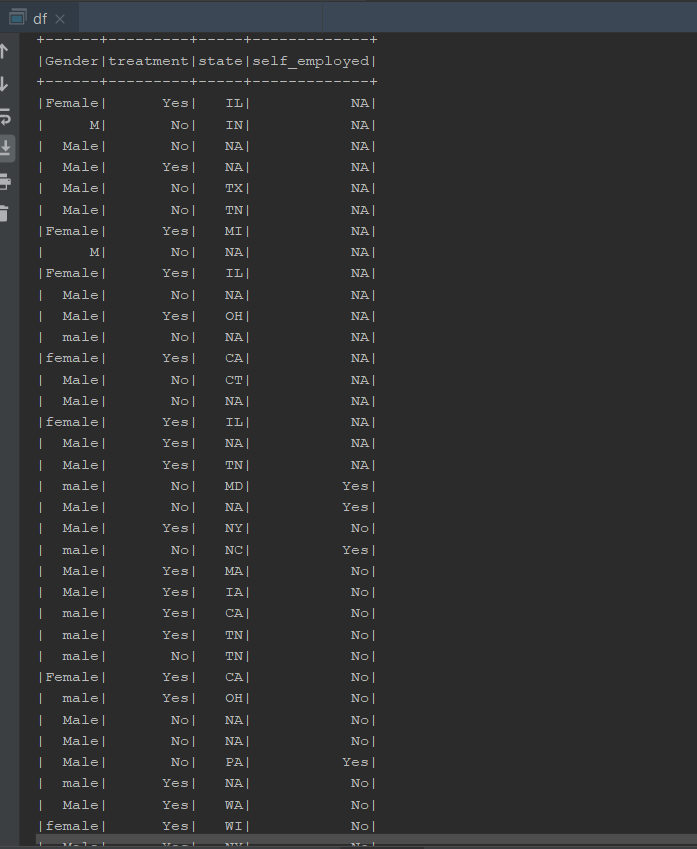 df
+------+---------+-----+-------------+
|Gender|treatment|state|self_employed|
+------+---------+-----+-------------+
|Female|      Yes|   IL|           NA|
|     M|       No|   IN|           NA|
|  Male|       No|   NA|           NA|
|  Male|      Yes|   NA|           NA|
|  Male|       No|   TX|           NA|
|  Male|       No|   TN|           NA|
|Female|      Yes|   MI|           NA|
|     M|       No|   NA|           NA|
|Female|      Yes|   IL|           NA|
|  Male|       No|   NA|           NA|
|  Male|      Yes|   OH|           NA|
|  male|       No|   NA|           NA|
|female|      Yes|   CA|           NA|
|  Male|       No|   CT|           NA|
|  Male|       No|   NA|           NA|
|female|      Yes|   IL|           NA|
|  Male|      Yes|   NA|           NA|
|  Male|      Yes|   TN|           NA|
|  male|       No|   MD|          Yes|
|  Male|       No|   NA|          Yes|
|  Male|      Yes|   NY|           No|
|  male|       No|   NC|          Yes|
|  Male|      Yes|   MA|           No|
|  Male|      Yes|   IA|           No|
|  male|      Yes|   CA|           No|
|  male|      Yes|   TN|           No|
|  male|       No|   TN|           No|
|Female|      Yes|   CA|           No|
|  male|      Yes|   OH|           No|
|  Male|       No|   NA|           No|
|  Male|       No|   NA|           No|
|  Male|       No|   PA|          Yes|
|  male|      Yes|   NA|           No|
|  Male|      Yes|   WA|           No|
|female|      Yes|   WI|           No|